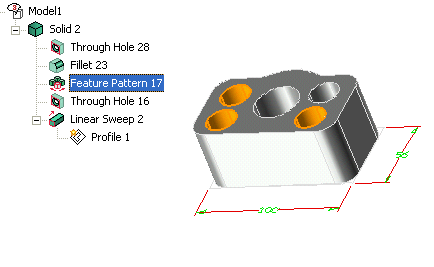 Model1
Solid 2
Through Hole 28
Fillet 23
Feature Pattern 17
Through Hole 16
Linear Sweep 2
Profile 1
100
56